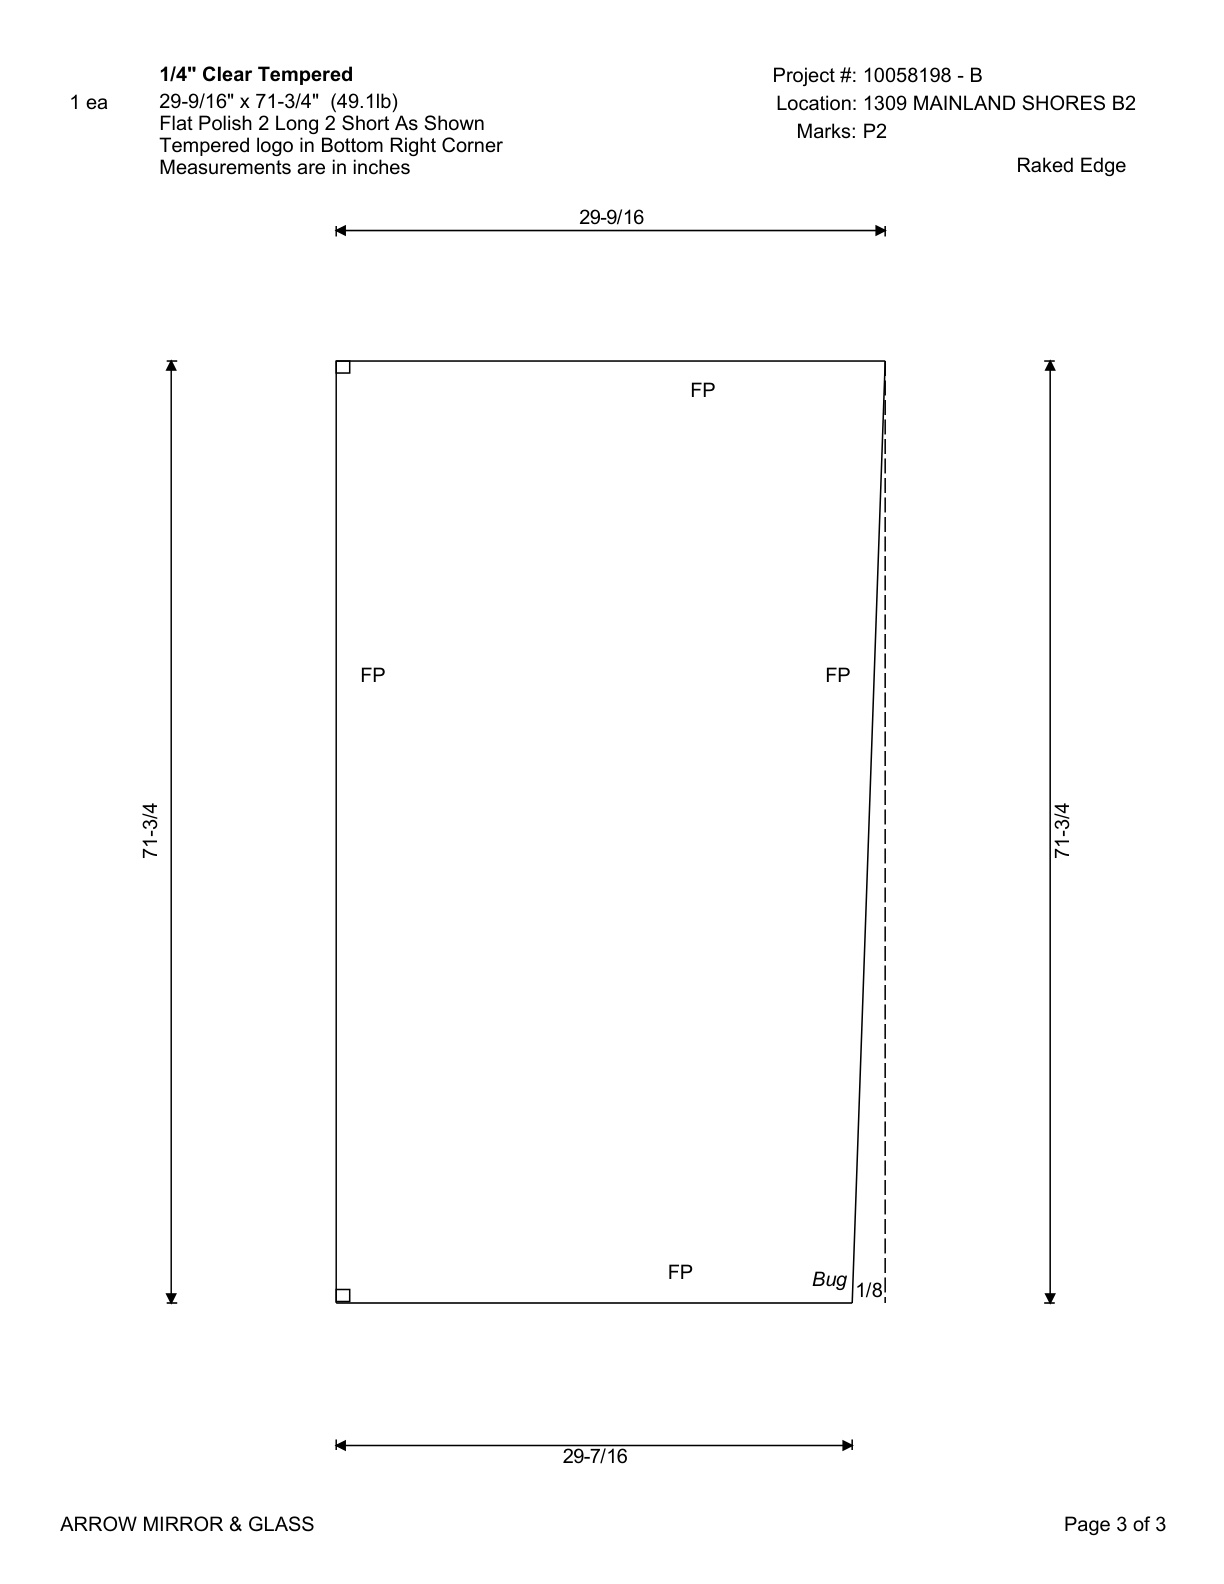 1/4" Clear Tempered
1 ea
29-9/16" x 71-3/4" (49.1lb)
Flat Polish 2 Long 2 Short As Shown
Tempered logo in Bottom Right Corner
Measurements are in inches
Project #: 10058198 - B
Location: 1309 MAINLAND SHORES B2
Marks: P2
Raked Edge
29-9/16
FP
FP
FP
71-3/4
71-3/4
FP
Bug
1/8
29-7/16
ARROW MIRROR & GLASS
Page 3 of 3